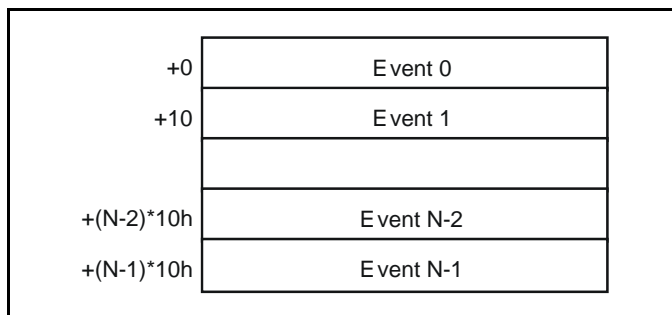 +0 Event 0
+10 Event 1
+(N-2)*10h Event N-2
+(N-1)*10h Event N-1